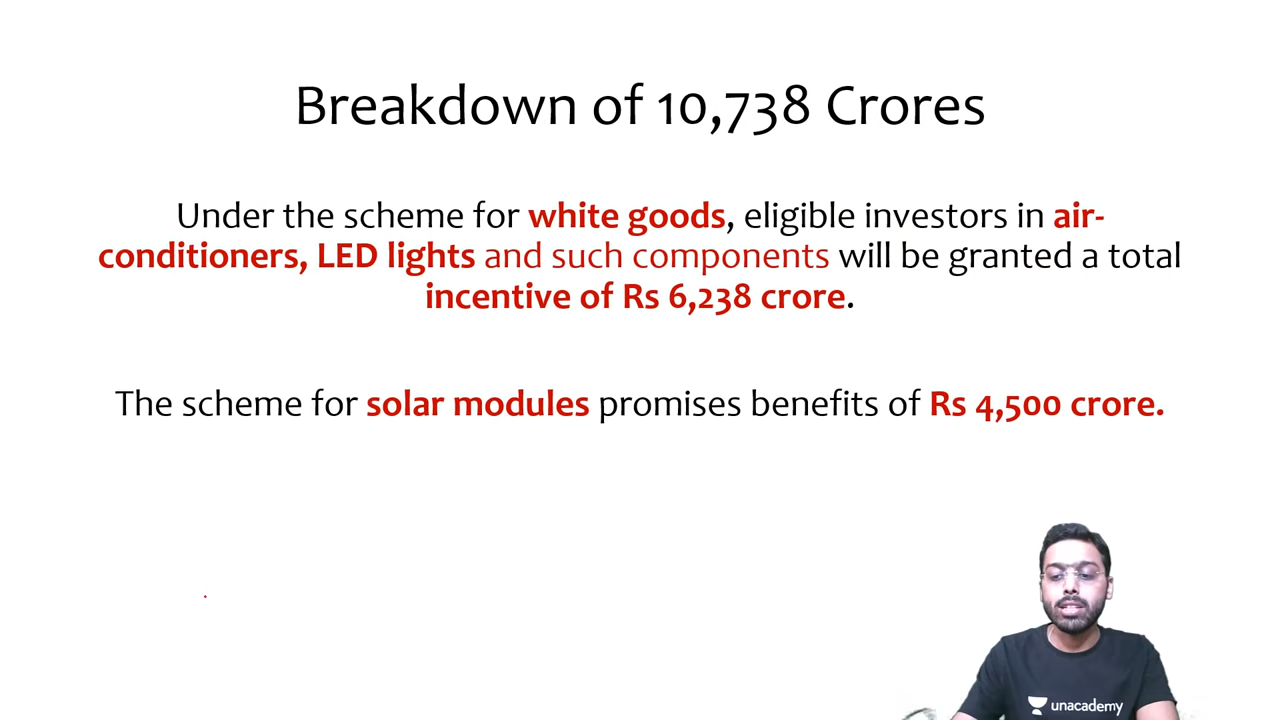 Breakdown of 10,738 Crores
Under the scheme for white goods, eligible investors in air-
conditioners, LED lights and such components will be granted a total
incentive of Rs 6,238 crore.
The scheme for solar modules promises benefits of Rs 4,500 crore.
unacademy